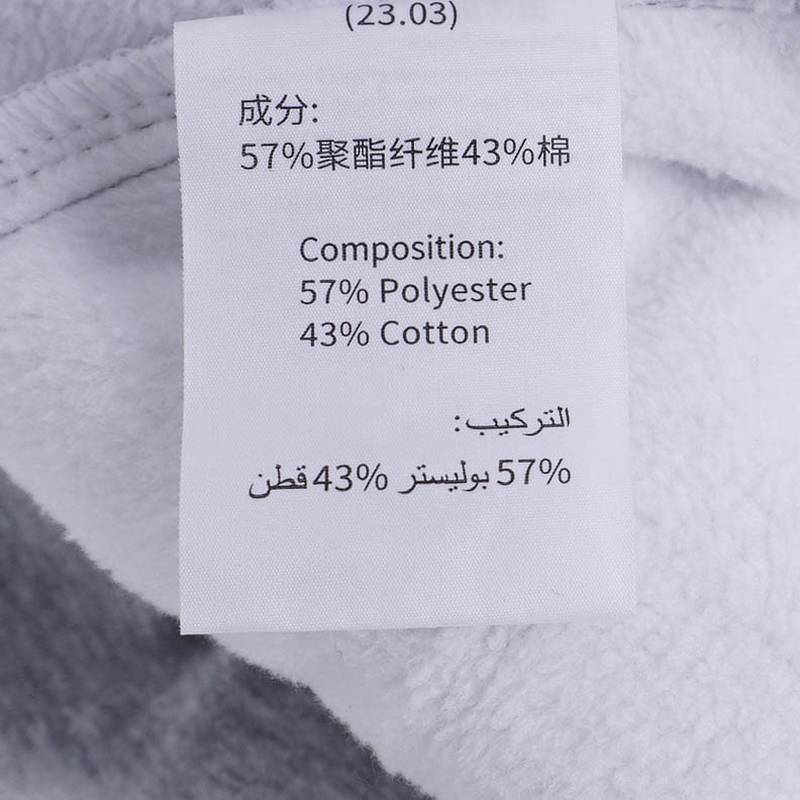 (23.03)
成分:
57%聚酯纤维43%棉
Composition:
57% Polyester
43% Cotton
التركيب:
57% بوليستر 43% قطن